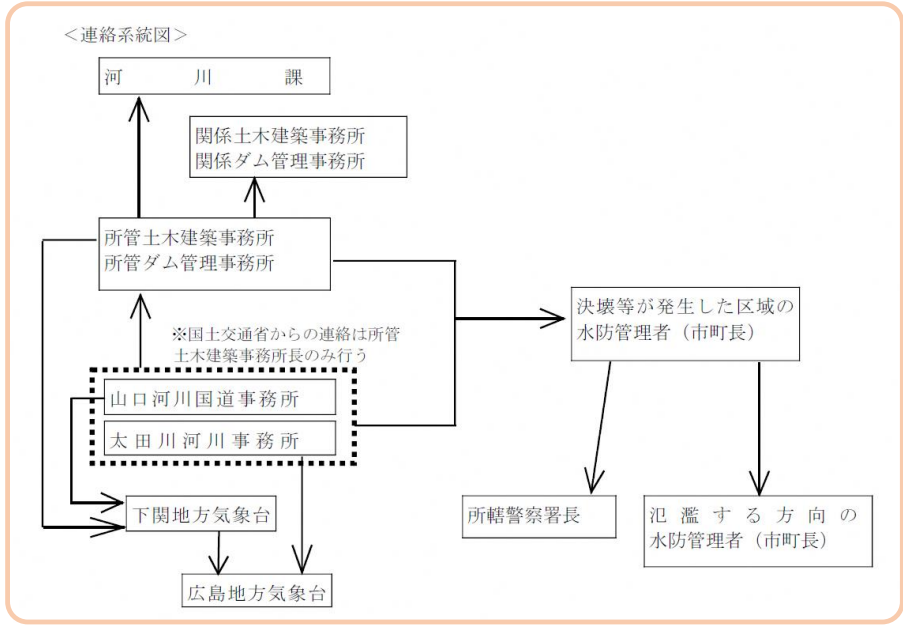 ＜連絡系統図＞
河川課
関係土木建築事務所
関係ダム管理事務所
所管土木建築事務所
所管ダム管理事務所
※国土交通省からの連絡は所管
土木建築事務所長のみ行う
山口河川国道事務所
太田川河川事務所
下関地方気象台
広島地方気象台
決壊等が発生した区域の
水防管理者（市町長）
所轄警察署長
氾濫する方向の
水防管理者（市町長）